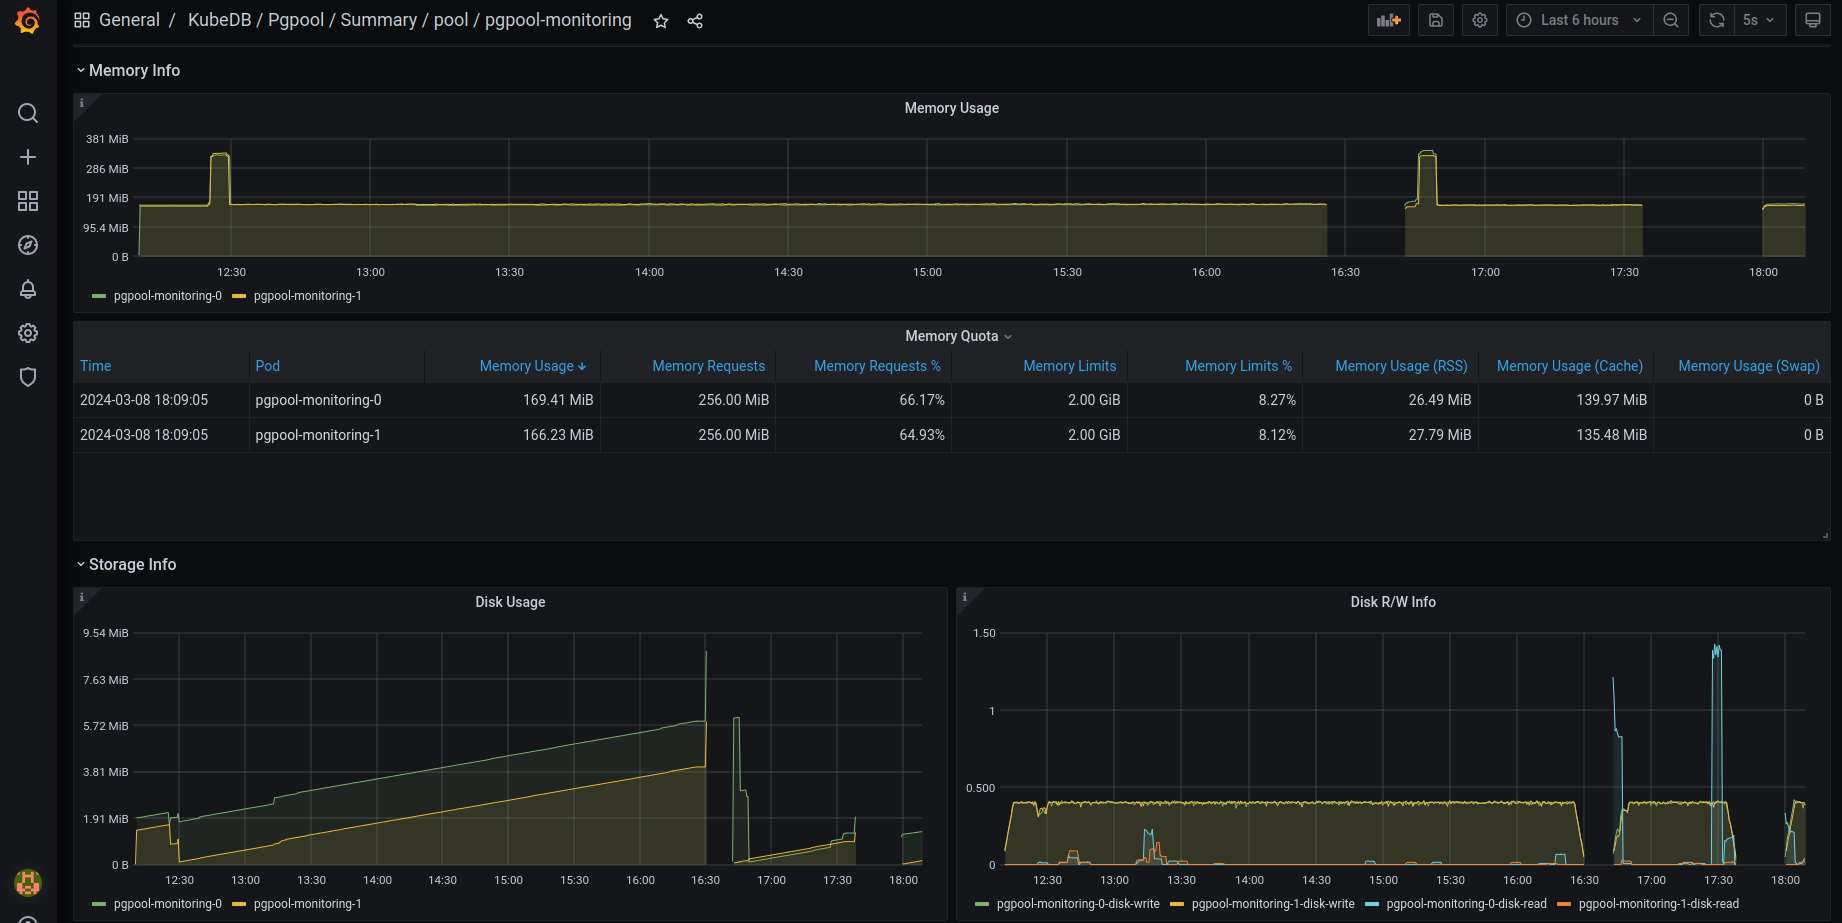 General / KubeDB / Pgpool / Summary / pool / pgpool-monitoring
Last 6 hours
5s
Memory Info
Memory Usage
381 MiB
286 MiB
191 MiB
95.4 MiB
0 B
12:30 13:00 13:30 14:00 14:30 15:00 15:30 16:00 16:30 17:00 17:30 18:00
pgpool-monitoring-0 pgpool-monitoring-1
Memory Quota
Time Pod Memory Usage Memory Requests Memory Requests % Memory Limits Memory Limits % Memory Usage (RSS) Memory Usage (Cache) Memory Usage (Swap)
2024-03-08 18:09:05 pgpool-monitoring-0 169.41 MiB 256.00 MiB 66.17% 2.00 GiB 8.27% 26.49 MiB 139.97 MiB 0 B
2024-03-08 18:09:05 pgpool-monitoring-1 166.23 MiB 256.00 MiB 64.93% 2.00 GiB 8.12% 27.79 MiB 135.48 MiB 0 B
Storage Info
Disk Usage
9.54 MiB
7.63 MiB
5.72 MiB
3.81 MiB
1.91 MiB
0 B
12:30 13:00 13:30 14:00 14:30 15:00 15:30 16:00 16:30 17:00 17:30 18:00
pgpool-monitoring-0 pgpool-monitoring-1
Disk R/W Info
1.50
1
0.500
0
12:30 13:00 13:30 14:00 14:30 15:00 15:30 16:00 16:30 17:00 17:30 18:00
pgpool-monitoring-0-disk-write pgpool-monitoring-1-disk-write pgpool-monitoring-0-disk-read pgpool-monitoring-1-disk-read